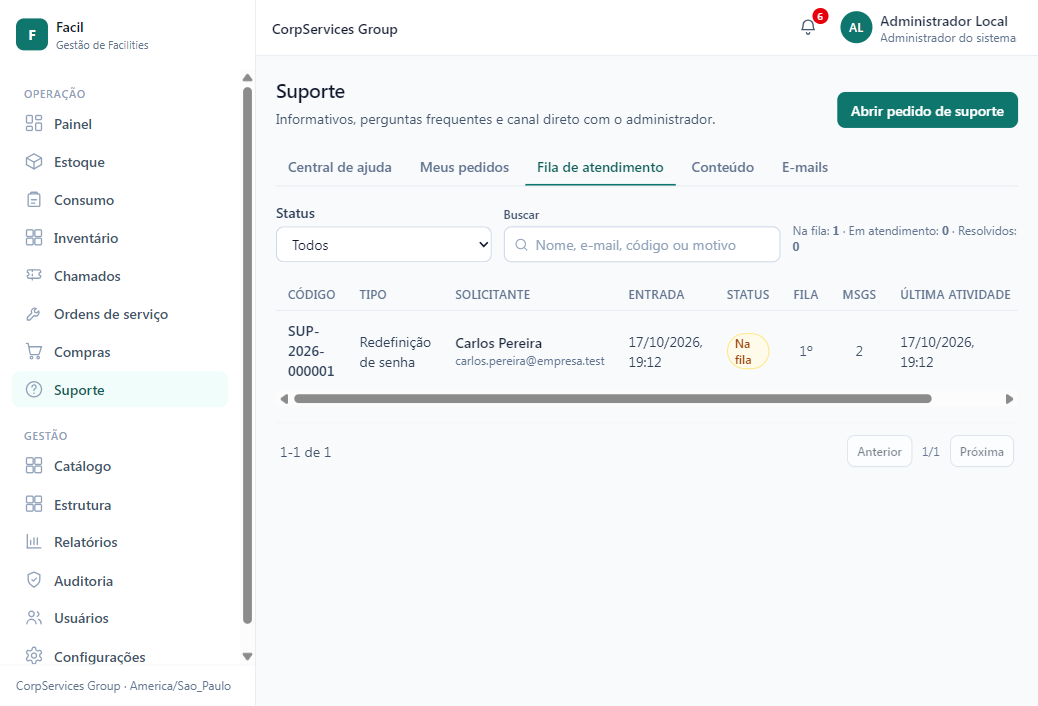 F
Facil
Gestão de Facilities
CorpServices Group
6
AL
Administrador Local
Administrador do sistema
OPERAÇÃO
Painel
Estoque
Consumo
Inventário
Chamados
Ordens de serviço
Compras
Suporte
GESTÃO
Catálogo
Estrutura
Relatórios
Auditoria
Usuários
Configurações
CorpServices Group · America/Sao_Paulo
Suporte
Informativos, perguntas frequentes e canal direto com o administrador.
Abrir pedido de suporte
Central de ajuda
Meus pedidos
Fila de atendimento
Conteúdo
E-mails
Status
Todos
Buscar
Nome, e-mail, código ou motivo
Na fila: 1 · Em atendimento: 0 · Resolvidos:
0
CÓDIGO TIPO SOLICITANTE ENTRADA STATUS FILA MSGS ÚLTIMA ATIVIDADE
SUP-
2026-
000001
Redefinição
de senha
Carlos Pereira
carlos.pereira@empresa.test
17/10/2026,
19:12
Na
fila
1º
2
17/10/2026,
19:12
1-1 de 1
Anterior
1/1
Próxima